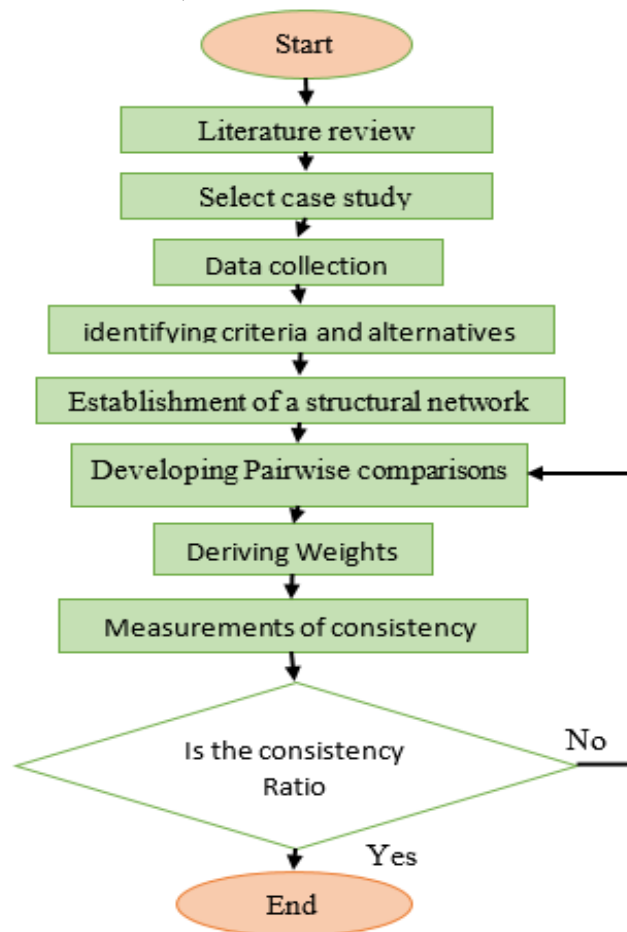 Start
Literature review
Select case study
Data collection
identifying criteria and alternatives
Establishment of a structural network
Developing Pairwise comparisons
Deriving Weights
Measurements of consistency
Is the consistency
Ratio
No
Yes
End